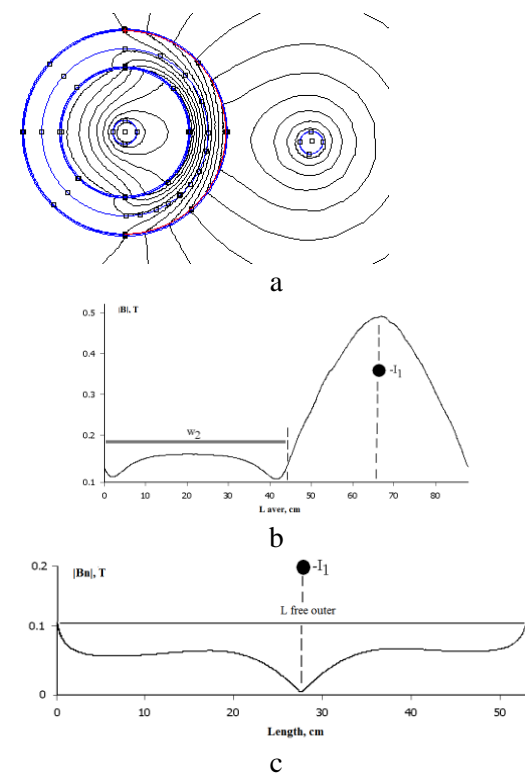 a
|B|, T
0.5
0.4
0.3
0.2
0.1
w2
-I1
0 10 20 30 40 50 60 70 80
L aver, cm
b
0.2
|Bn|, T
-I1
L free outer
0.1
0
0 10 20 30 40 50
Length, cm
c